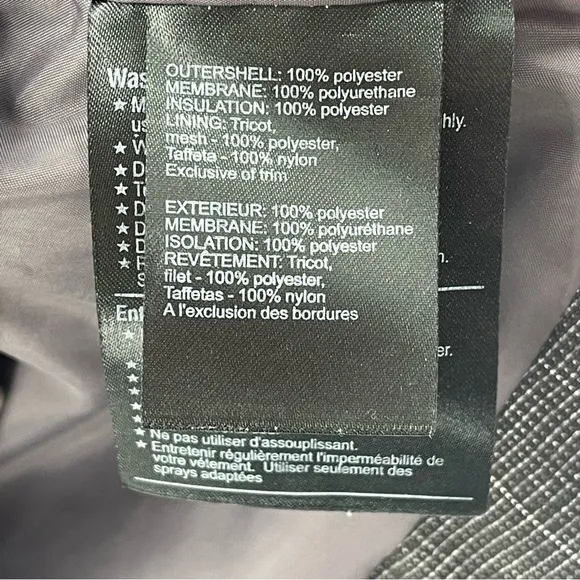 OUTERSHELL: 100% polyester
MEMBRANE: 100% polyurethane
INSULATION: 100% polyester
LINING: Tricot,
mesh - 100% polyester,
Taffeta - 100% nylon
Exclusive of trim
EXTERIEUR: 100% polyester
MEMBRANE: 100% polyuréthane
ISOLATION: 100% polyester
REVÊTEMENT: Tricot,
filet - 100% polyester,
Taffetas - 100% nylon
A l'exclusion des bordures
★ Ne pas utiliser d'assouplissant.
★ Entretenir régulièrement l'imperméabilité de
votre vêtement. Utiliser seulement des
sprays adaptées